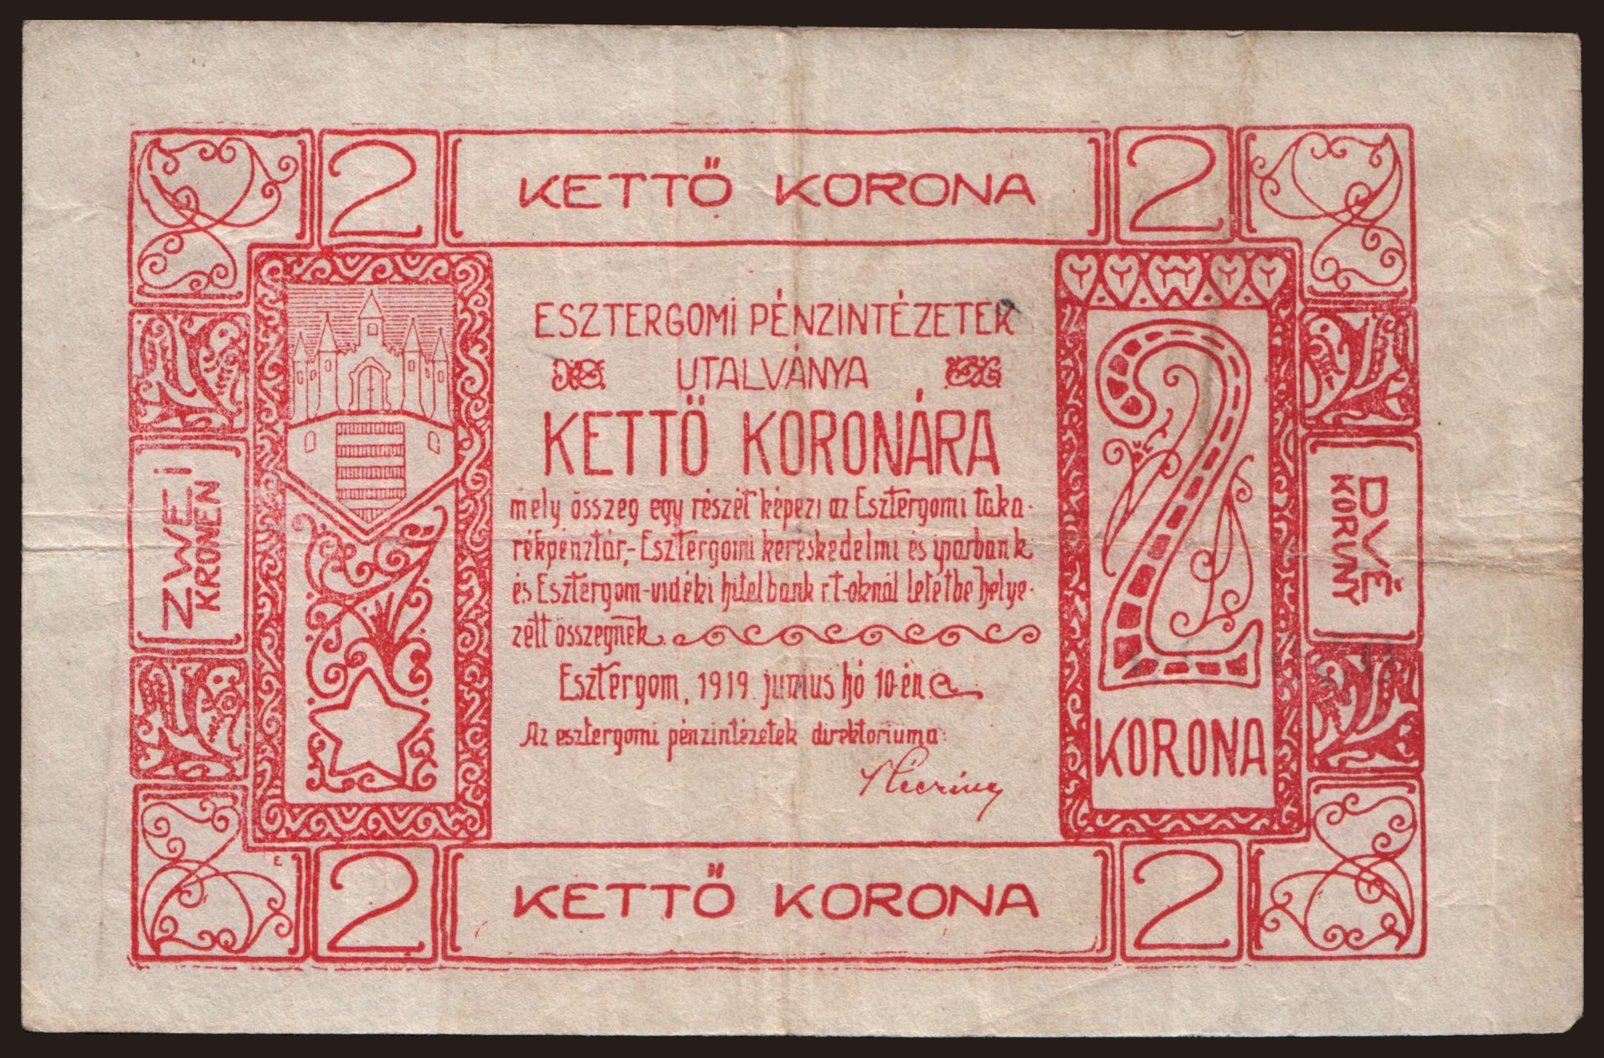 2 KETTŐ KORONA 2
ESZTERGOMI PÉNZINTÉZETEK
UTALVÁNYA
KETTŐ KORONÁRA
mely összeg egy részét képezi az Esztergomi taka-
rékpénztár,- Esztergomi kereskedelmi és iparbank
és Esztergom-vidéki hitelbank r.t-oknál letétbe helye-
zett összegnek
Esztergom, 1919. junius hó 10-én
Az esztergomi pénzintézetek direktoriuma:
ZWEI
KRONEN
2
KORONA
DVĚ
KORUNY
E.
2 KETTŐ KORONA 2